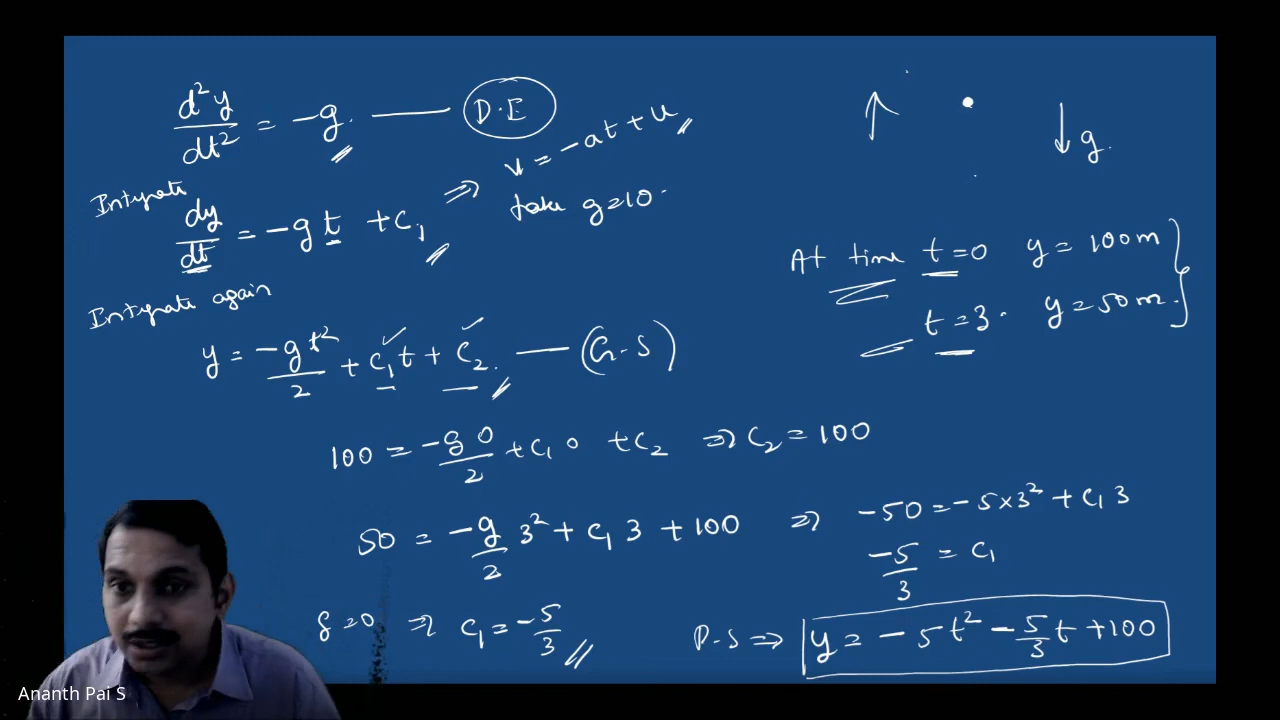 d²y/dt² = -g. — D.E
v = -at + u
Integrate
dy/dt = -gt + C₁ ⇒ take g=10.
↓ g.
At time t=0 y = 100m
t=3. y=50m.
Integrate again
y = -gt²/2 + C₁t + C₂. — (G.S)
100 = -g0/2 + C₁0 + C₂ ⇒ C₂ = 100
50 = -g/2 3² + C₁3 + 100 ⇒ -50 = -5×3² + C₁3
-5/3 = C₁
⇒ C₁ = -5/3
P.S ⇒ y = -5t² - 5/3 t + 100
Ananth Pai S